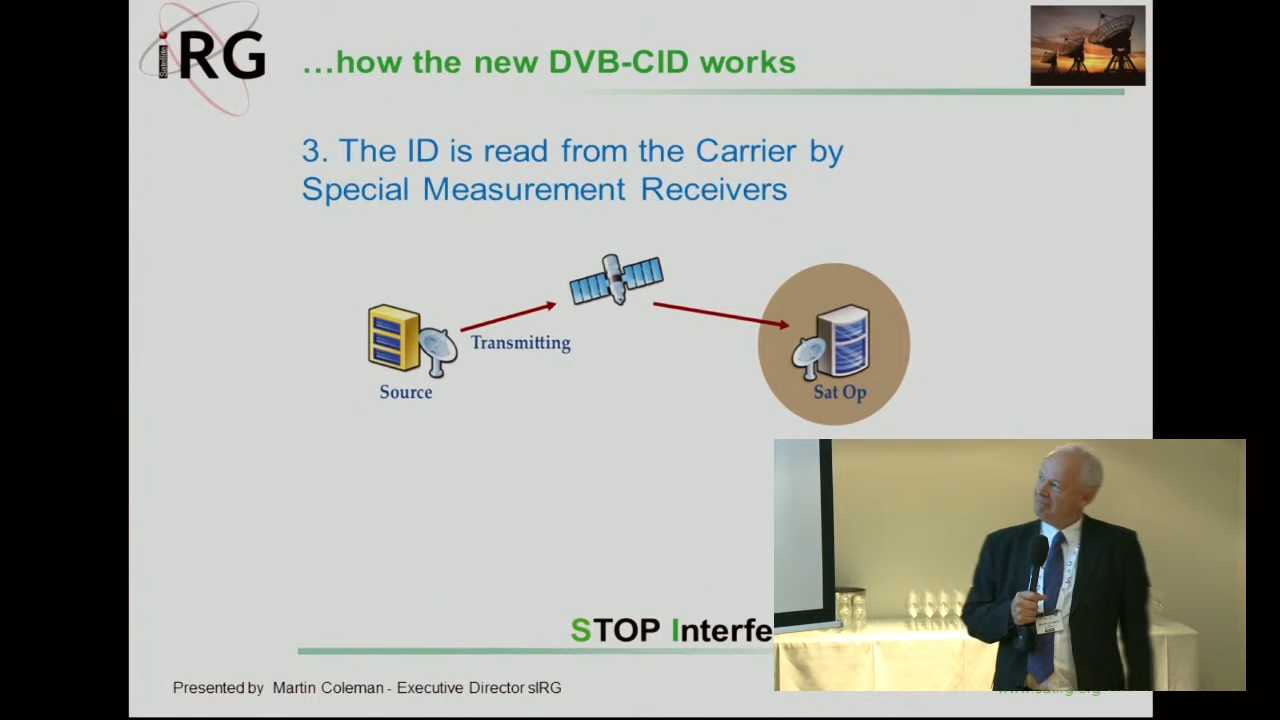 Satellite
iRG
...how the new DVB-CID works
3. The ID is read from the Carrier by
Special Measurement Receivers
Transmitting
Source
Sat Op
STOP Interfe
Presented by Martin Coleman - Executive Director sIRG